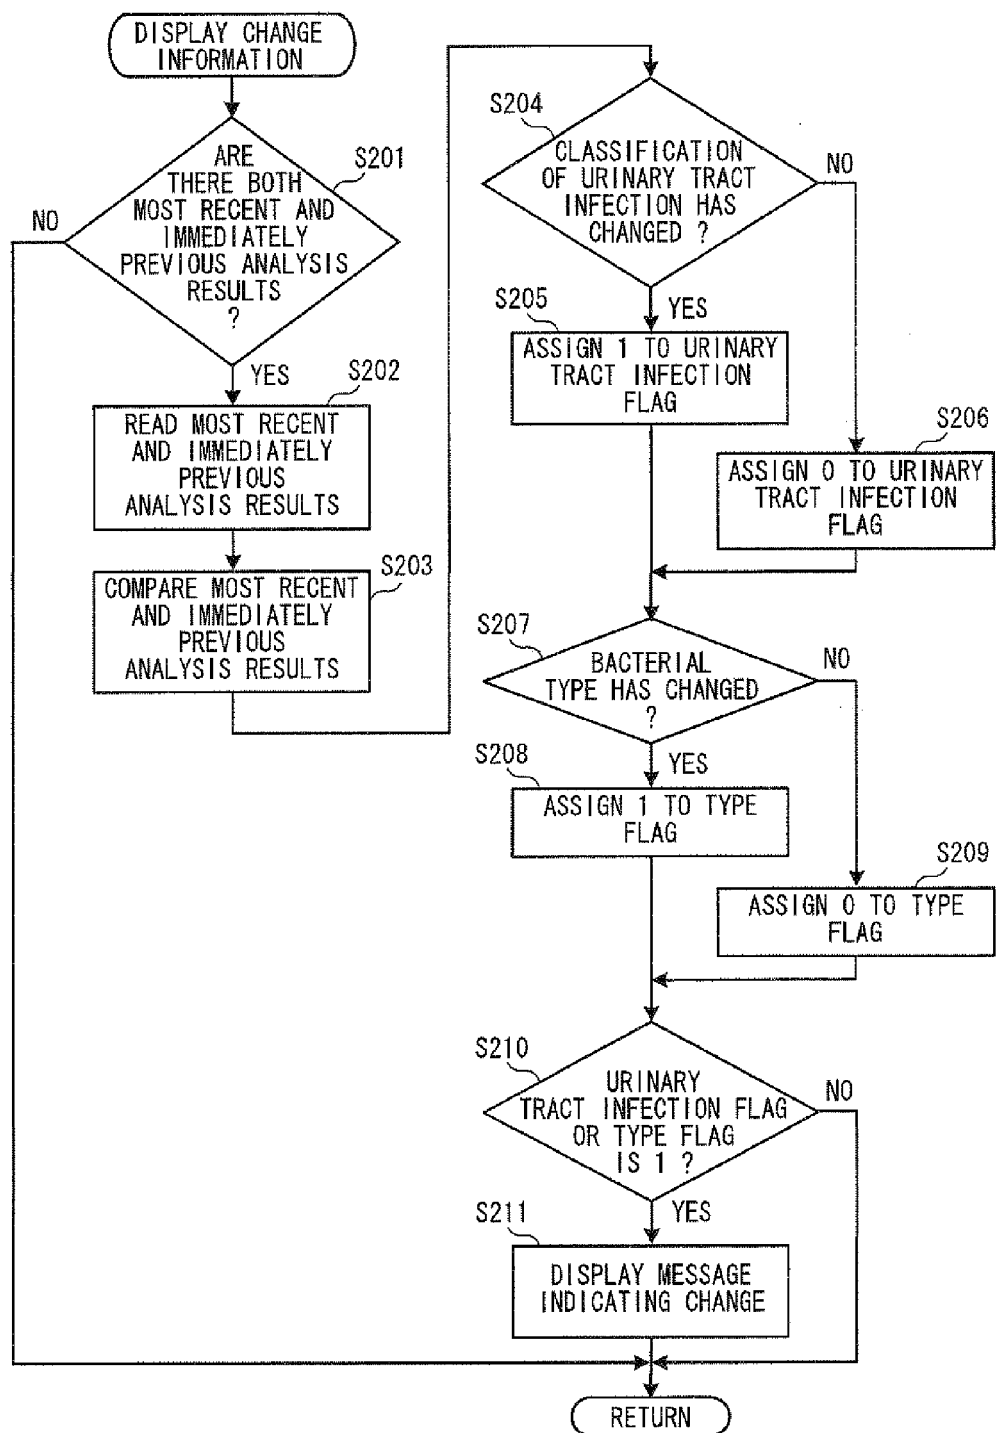 DISPLAY CHANGE
INFORMATION
S201
ARE
THERE BOTH
MOST RECENT AND
IMMEDIATELY
PREVIOUS ANALYSIS
RESULTS
?
NO
YES
S202
READ MOST RECENT
AND IMMEDIATELY
PREVIOUS
ANALYSIS RESULTS
S203
COMPARE MOST RECENT
AND IMMEDIATELY
PREVIOUS
ANALYSIS RESULTS
S204
CLASSIFICATION
OF URINARY TRACT
INFECTION HAS
CHANGED ?
NO
YES
S205
ASSIGN 1 TO URINARY
TRACT INFECTION
FLAG
S206
ASSIGN 0 TO URINARY
TRACT INFECTION
FLAG
S207
BACTERIAL
TYPE HAS CHANGED
?
NO
YES
S208
ASSIGN 1 TO TYPE
FLAG
S209
ASSIGN 0 TO TYPE
FLAG
S210
URINARY
TRACT INFECTION FLAG
OR TYPE FLAG
IS 1 ?
NO
YES
S211
DISPLAY MESSAGE
INDICATING CHANGE
RETURN